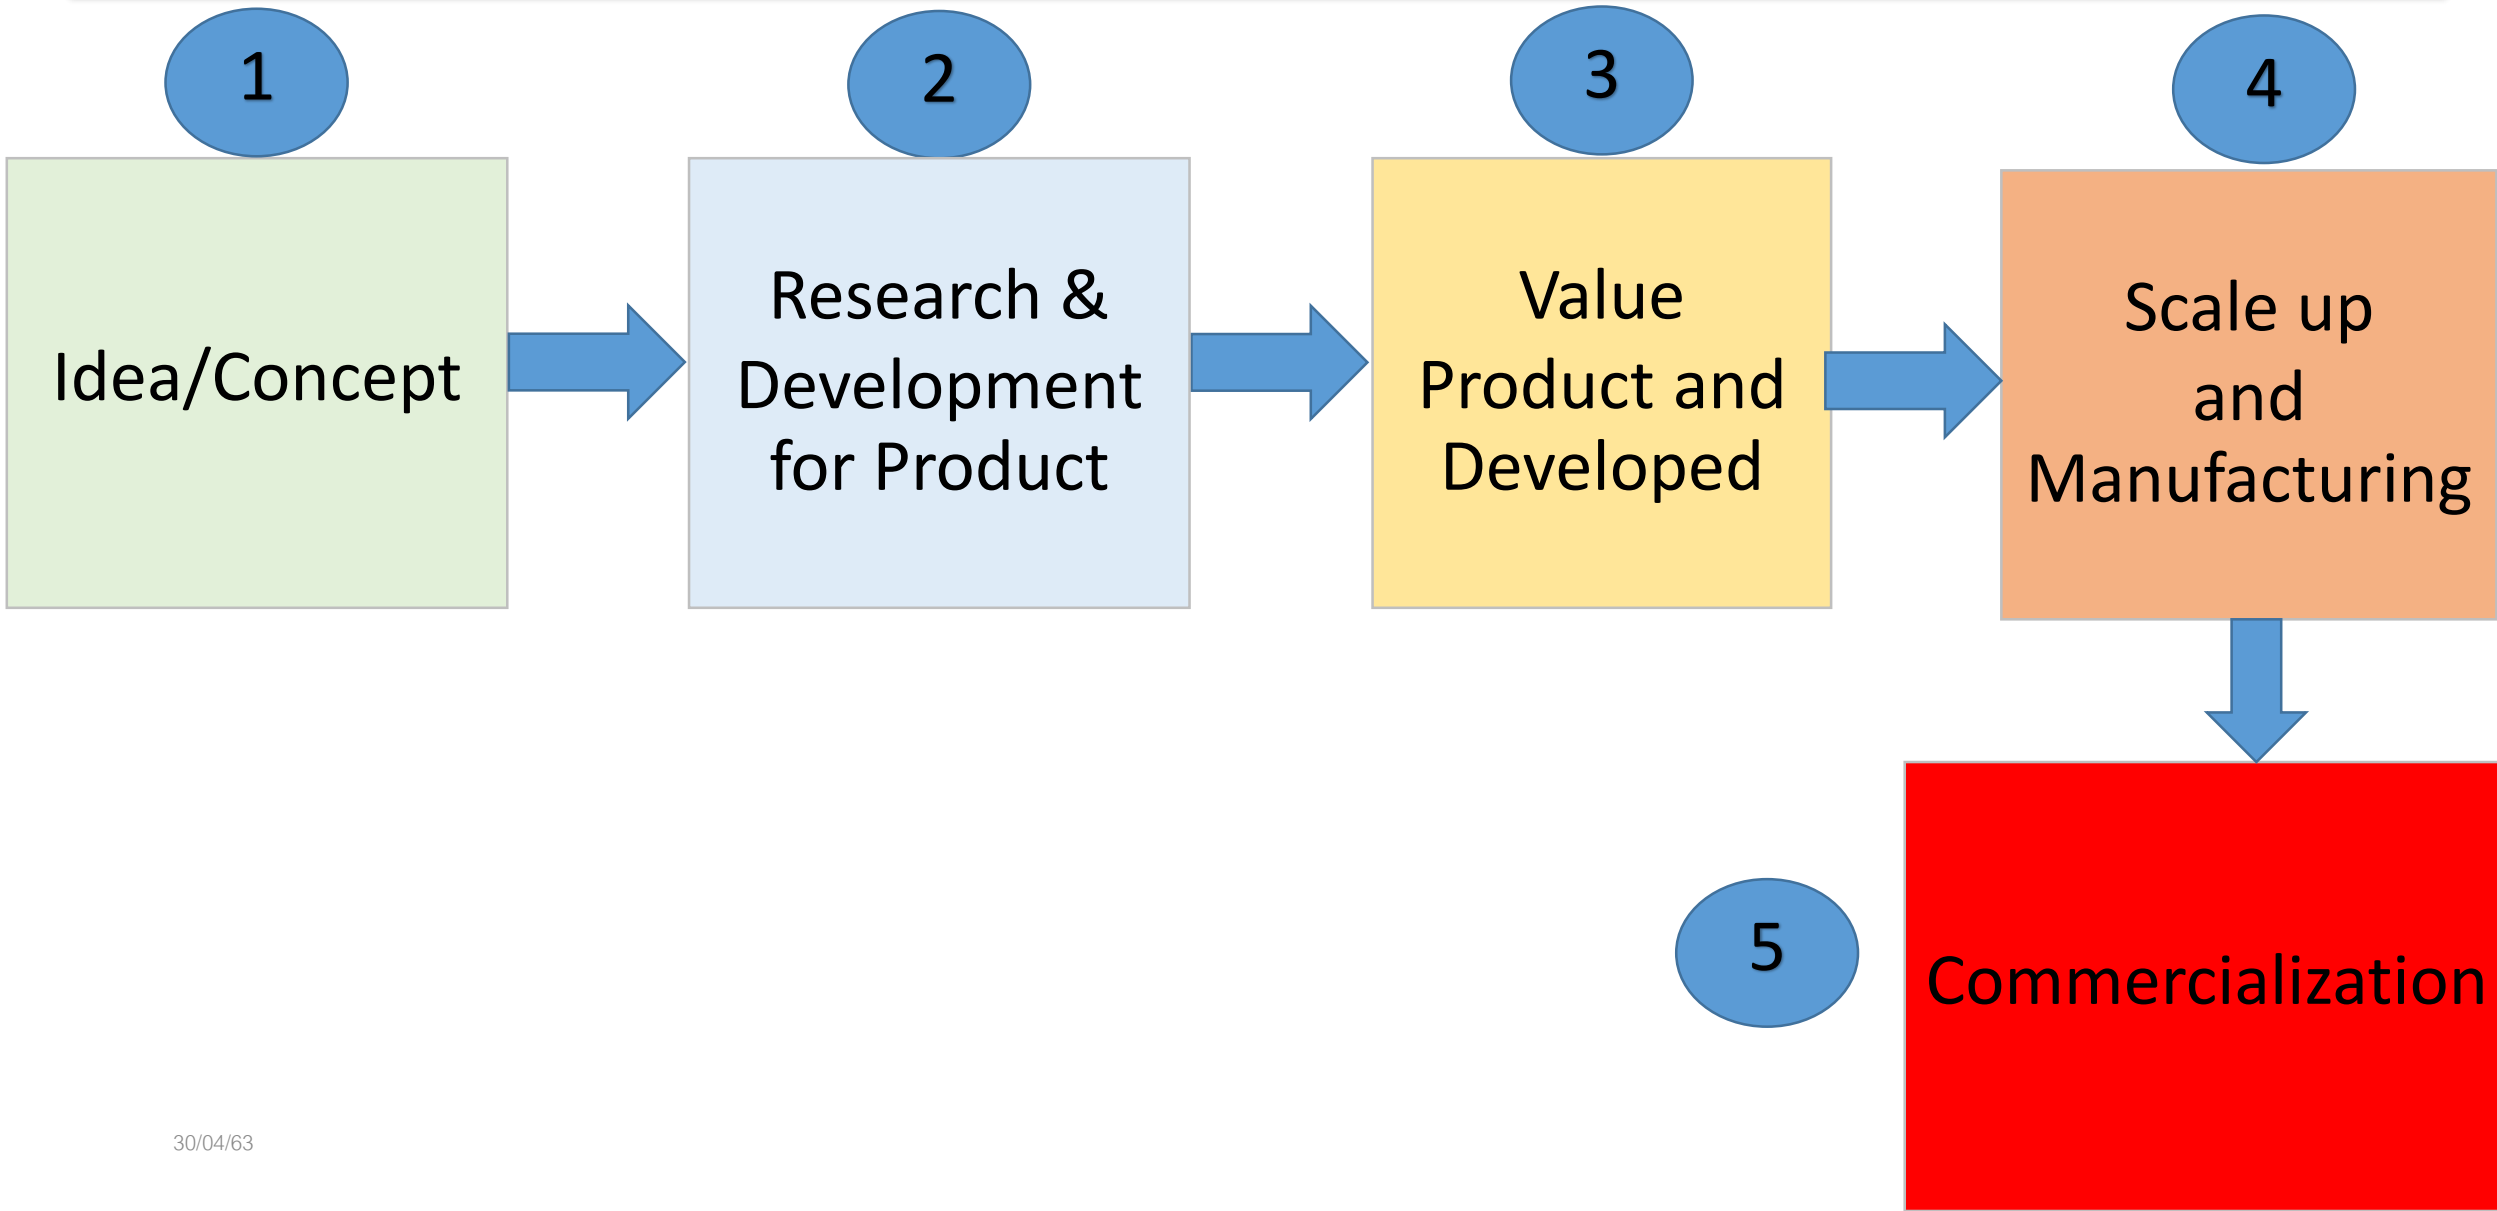 1
2
3
4
Idea/Concept
Research &
Development
for Product
Value
Product and
Developed
Scale up
and
Manufacturing
5
Commercialization
30/04/63